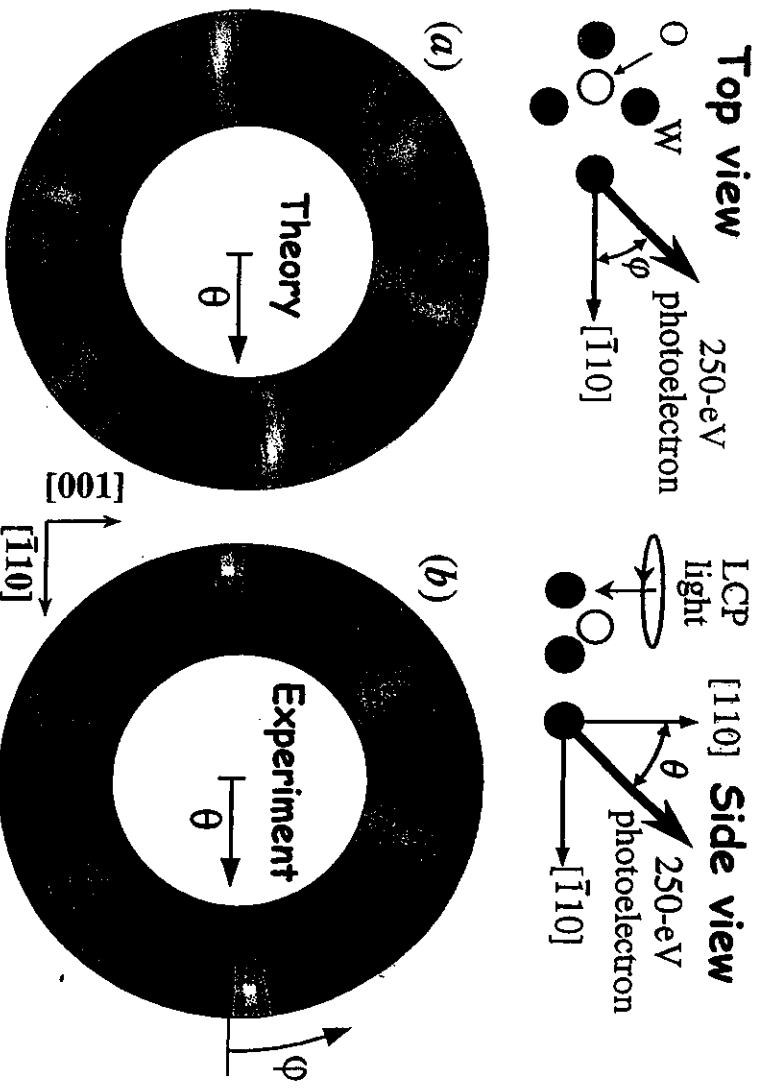 Top view
O
W
φ
250-eV
photoelectron
[1̄10]
Side view
LCP
light
[110]
θ
250-eV
photoelectron
[1̄10]
(a)
Theory
θ
[001]
[1̄10]
(b)
Experiment
θ
φ